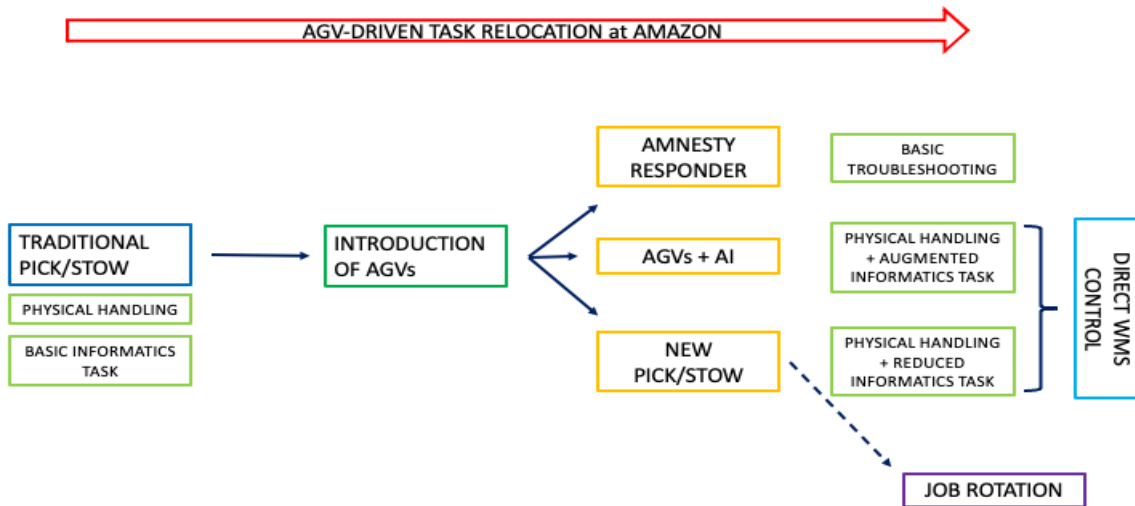 AGV-DRIVEN TASK RELOCATION at AMAZON
TRADITIONAL
PICK/STOW
PHYSICAL HANDLING
BASIC INFORMATICS
TASK
INTRODUCTION
OF AGVs
AMNESTY
RESPONDER
AGVs + AI
NEW
PICK/STOW
BASIC
TROUBLESHOOTING
PHYSICAL HANDLING
+ AUGMENTED
INFORMATICS TASK
PHYSICAL HANDLING
+ REDUCED
INFORMATICS TASK
DIRECT WMS
CONTROL
JOB ROTATION